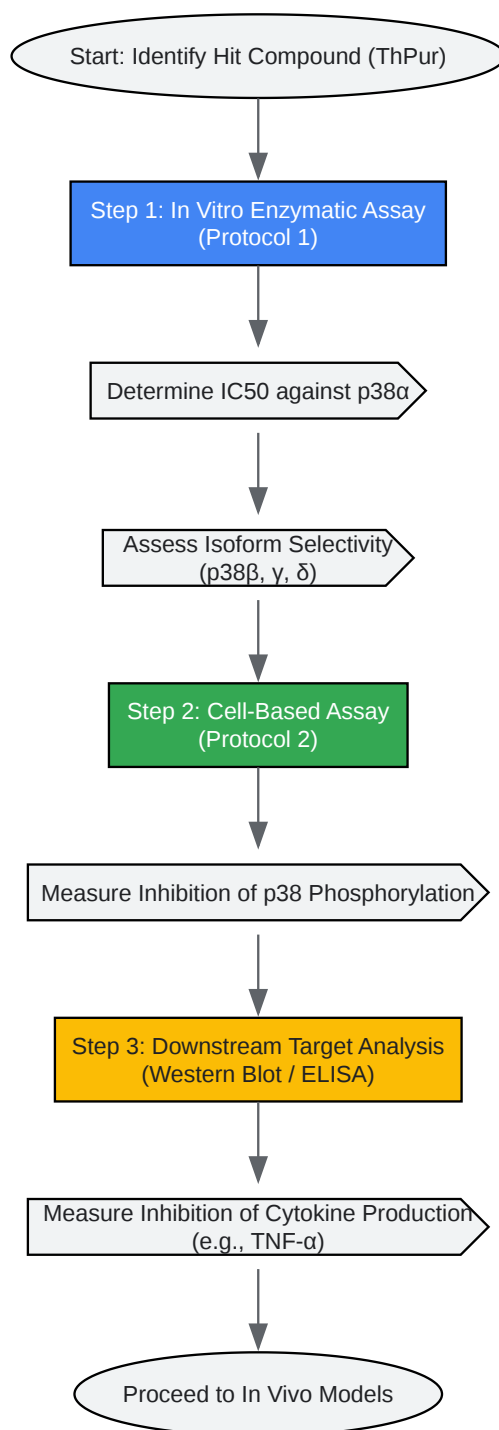 Start: Identify Hit Compound (ThPur)
Step 1: In Vitro Enzymatic Assay
(Protocol 1)
Determine IC50 against p38α
Assess Isoform Selectivity
(p38β, γ, δ)
Step 2: Cell-Based Assay
(Protocol 2)
Measure Inhibition of p38 Phosphorylation
Step 3: Downstream Target Analysis
(Western Blot / ELISA)
Measure Inhibition of Cytokine Production
(e.g., TNF-α)
Proceed to In Vivo Models